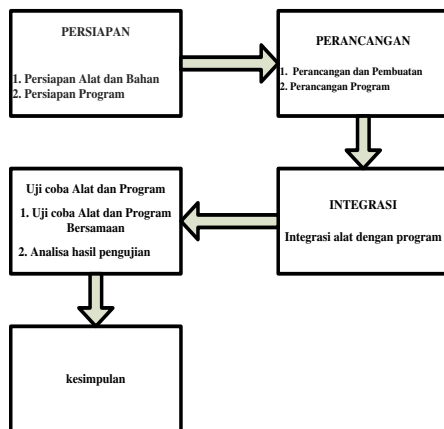 PERSIAPAN
1. Persiapan Alat dan Bahan
2. Persiapan Program
PERANCANGAN
1. Perancangan dan Pembuatan
2. Perancangan Program
INTEGRASI
Integrasi alat dengan program
Uji coba Alat dan Program
1. Uji coba Alat dan Program
Bersamaan
2. Analisa hasil pengujian
kesimpulan